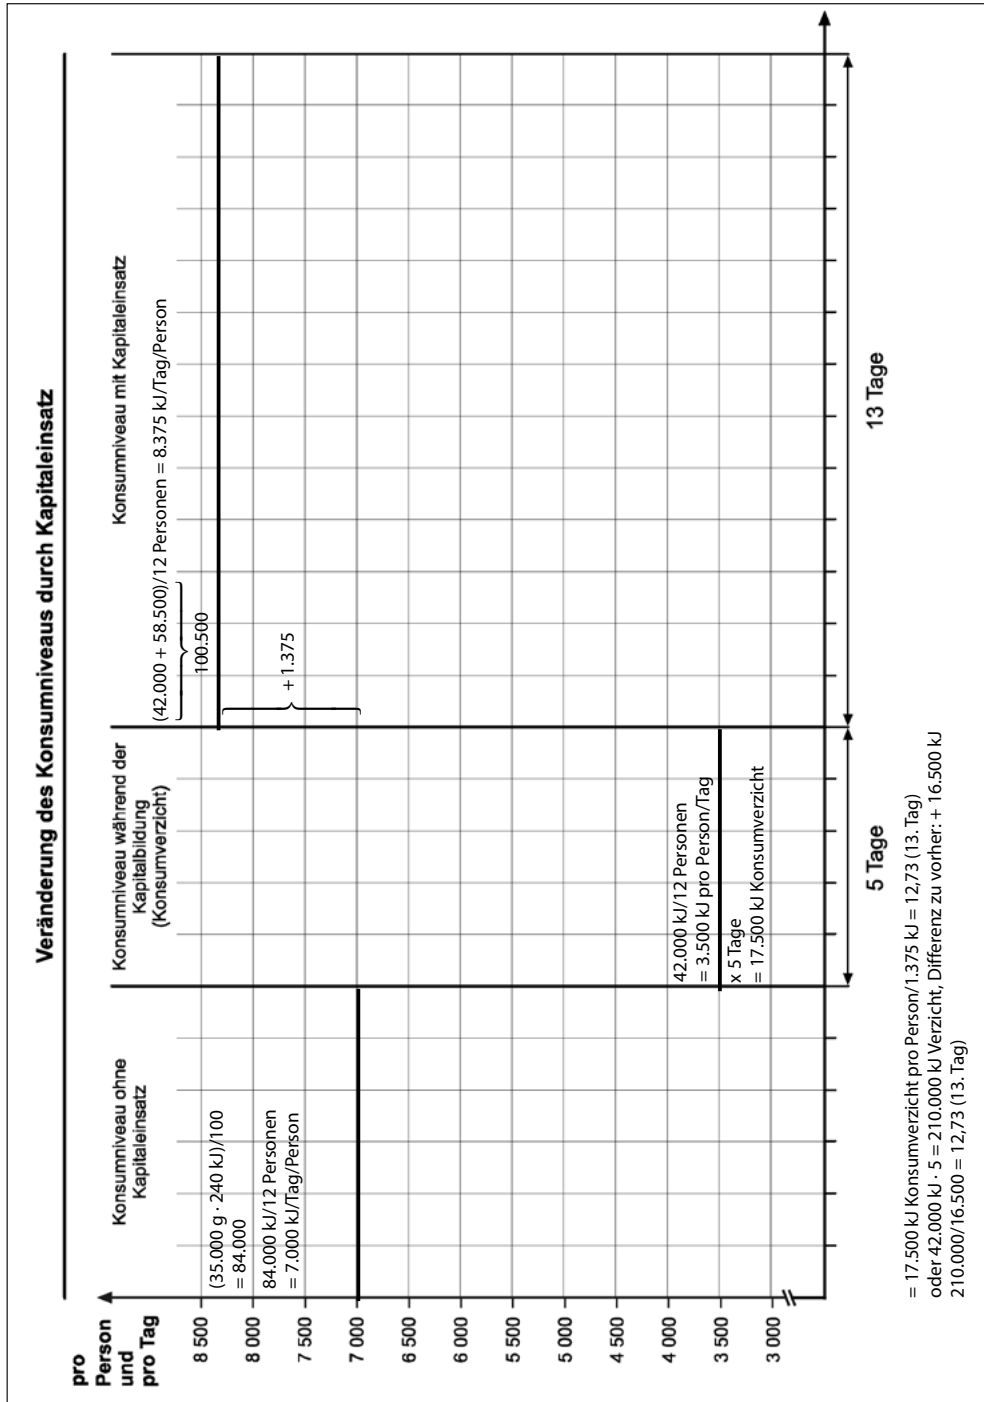 Veränderung des Konsumniveaus durch Kapitaleinsatz
pro
Person
und
pro Tag
Konsumniveau ohne
Kapitaleinsatz
Konsumniveau während der
Kapitalbildung
(Konsumverzicht)
Konsumniveau mit Kapitaleinsatz
(35.000 g · 240 kJ)/100
= 84.000
84.000 kJ/12 Personen
= 7.000 kJ/Tag/Person
(42.000 + 58.500)/12 Personen = 8.375 kJ/Tag/Person
100.500
+ 1.375
42.000 kJ/12 Personen
= 3.500 kJ pro Person/Tag
x 5 Tage
= 17.500 kJ Konsumverzicht
8 500
8 000
7 500
7 000
6 500
6 000
5 500
5 000
4 500
4 000
3 500
3 000
5 Tage
13 Tage
= 17.500 kJ Konsumverzicht pro Person/1.375 kJ = 12,73 (13. Tag)
oder 42.000 kJ · 5 = 210.000 kJ Verzicht, Differenz zu vorher: + 16.500 kJ
210.000/16.500 = 12,73 (13. Tag)